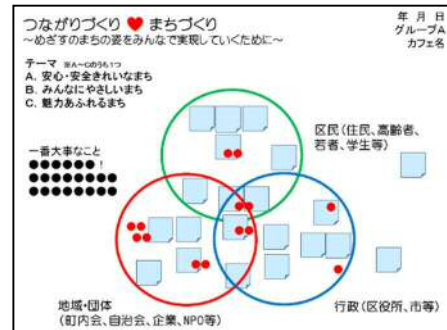 つながりづくり ♥ まちづくり
～めざすのまちの姿をみんなで実現していくために～
年 月 日
グループA
カフェ名
テーマ ※A～Cのうち1つ
A. 安心・安全きれいなまち
B. みんなにやさしいまち
C. 魅力あふれるまち
一番大事なこと
●●●●●●！
●●●●●●●●
●●●●●●●●
区民（住民、高齢者、
若者、学生等）
地域・団体
（町内会、自治会、企業、NPO等）
行政（区役所、市等）